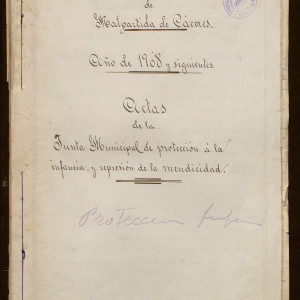 de
Malpartida de Cáceres.
Año de 1908 y siguientes
Actas
de la
Junta Municipal de protección á la
infancia, y represión de la mendicidad.
Protección